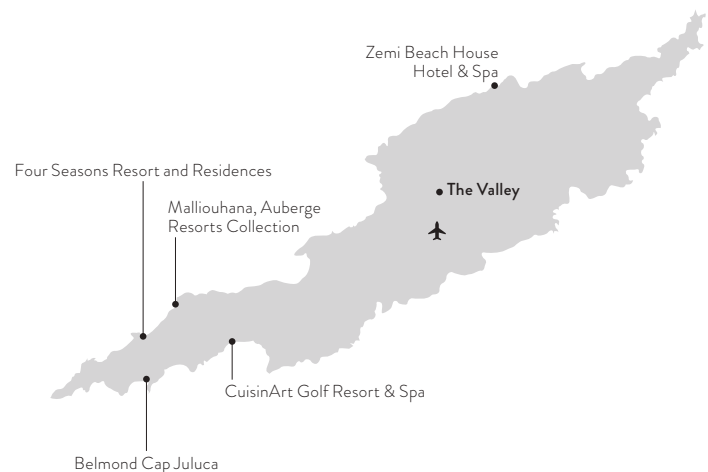 Zemi Beach House
Hotel & Spa
Four Seasons Resort and Residences
The Valley
Malliouhana, Auberge
Resorts Collection
CuisinArt Golf Resort & Spa
Belmond Cap Juluca